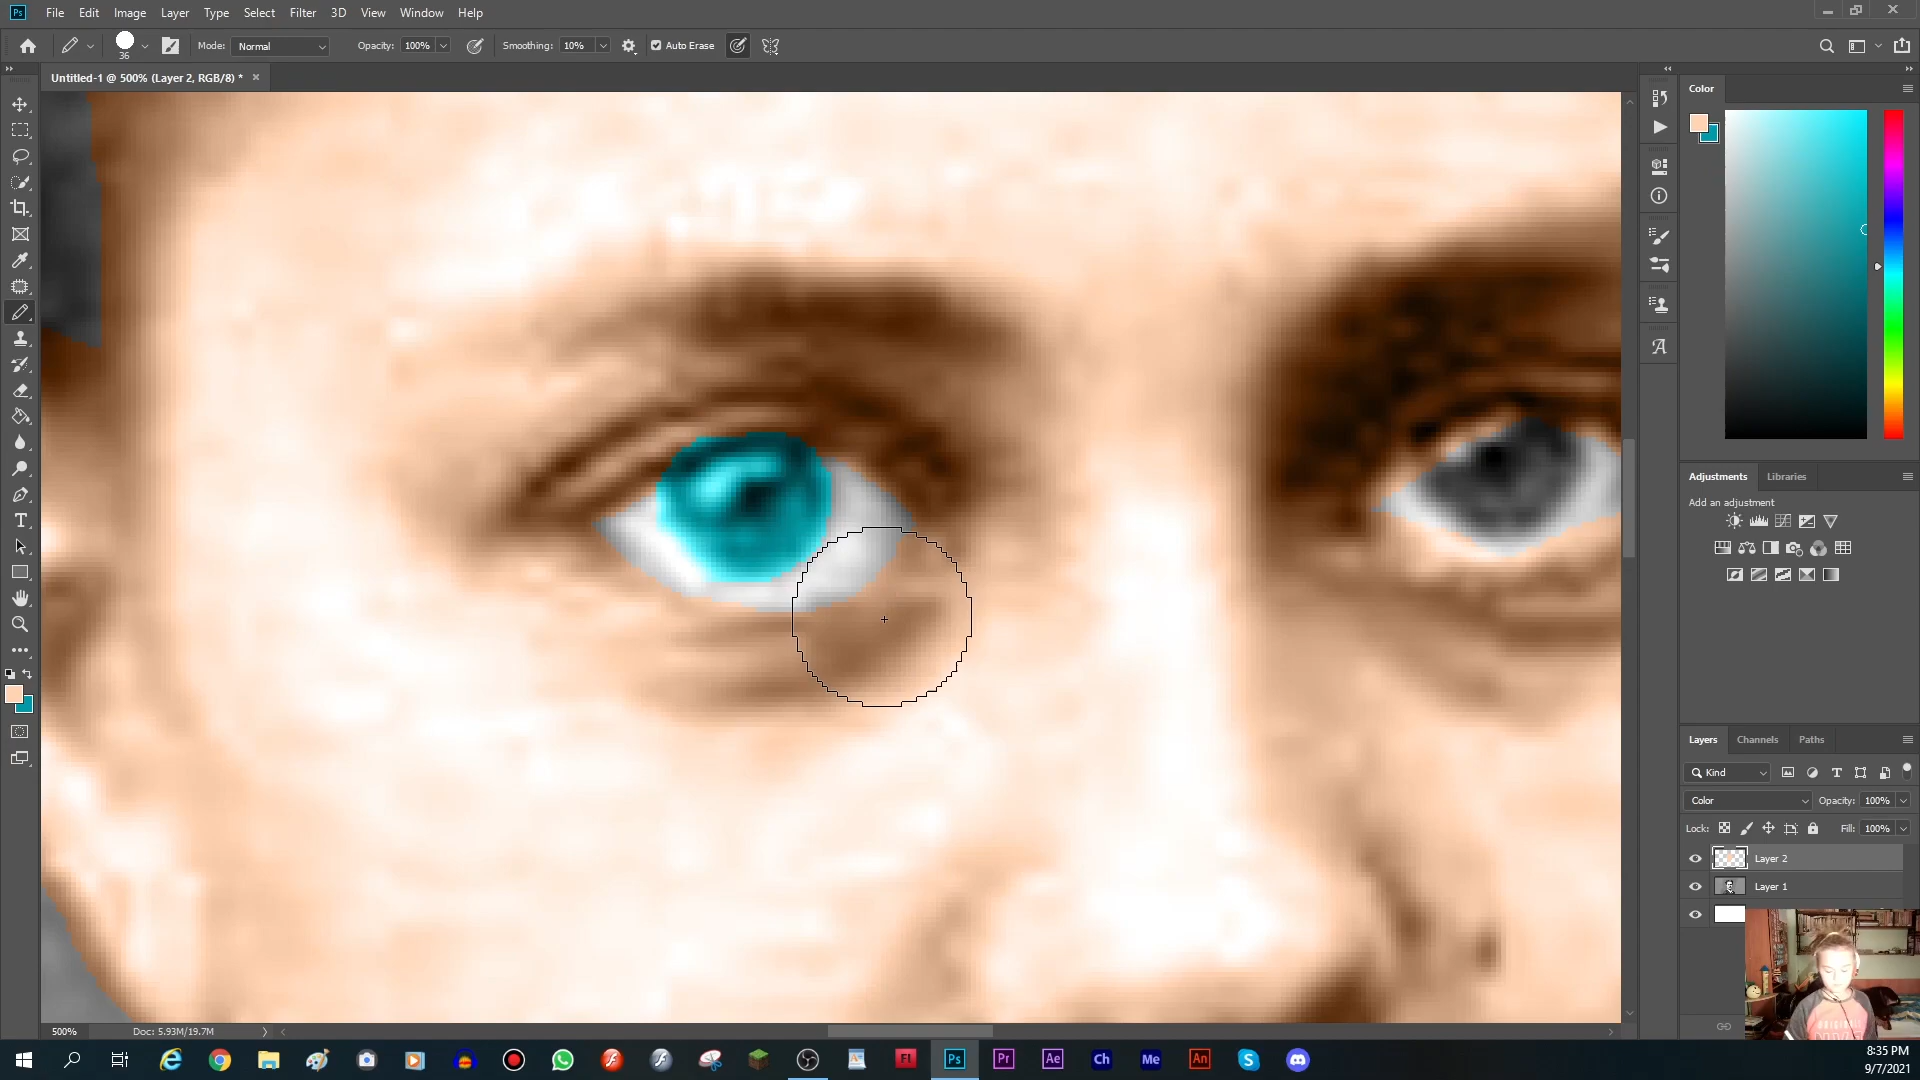 Ps File Edit Image Layer Type Select Filter 3D View Window Help
36 Mode: Normal Opacity: 100% Smoothing: 10% Auto Erase
Untitled-1 @ 500% (Layer 2, RGB/8) *
Color
Adjustments Libraries
Add an adjustment
Layers Channels Paths
Kind
Color Opacity: 100%
Lock: Fill: 100%
Layer 2
Layer 1
500% Doc: 5.93M/19.7M
Fl Ps Pr Ae Ch Me An
8:35 PM
9/7/2021